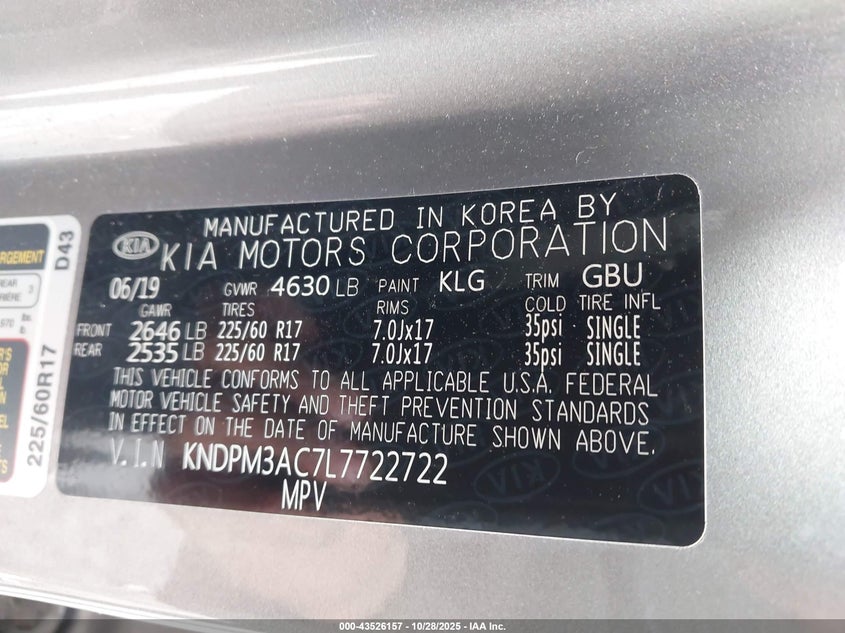 KIA
MANUFACTURED IN KOREA BY
KIA MOTORS CORPORATION
06/19 GVWR 4630 LB PAINT KLG TRIM GBU
GAWR TIRES RIMS COLD TIRE INFL
FRONT 2646 LB 225/60 R17 7.0Jx17 35psi SINGLE
REAR 2535 LB 225/60 R17 7.0Jx17 35psi SINGLE
THIS VEHICLE CONFORMS TO ALL APPLICABLE U.S.A. FEDERAL
MOTOR VEHICLE SAFETY AND THEFT PREVENTION STANDARDS
IN EFFECT ON THE DATE OF MANUFACTURE SHOWN ABOVE.
V.I.N KNDPM3AC7L7722722
MPV
D43
225/60R17
000-43526157 - 10/28/2025 - IAA Inc.